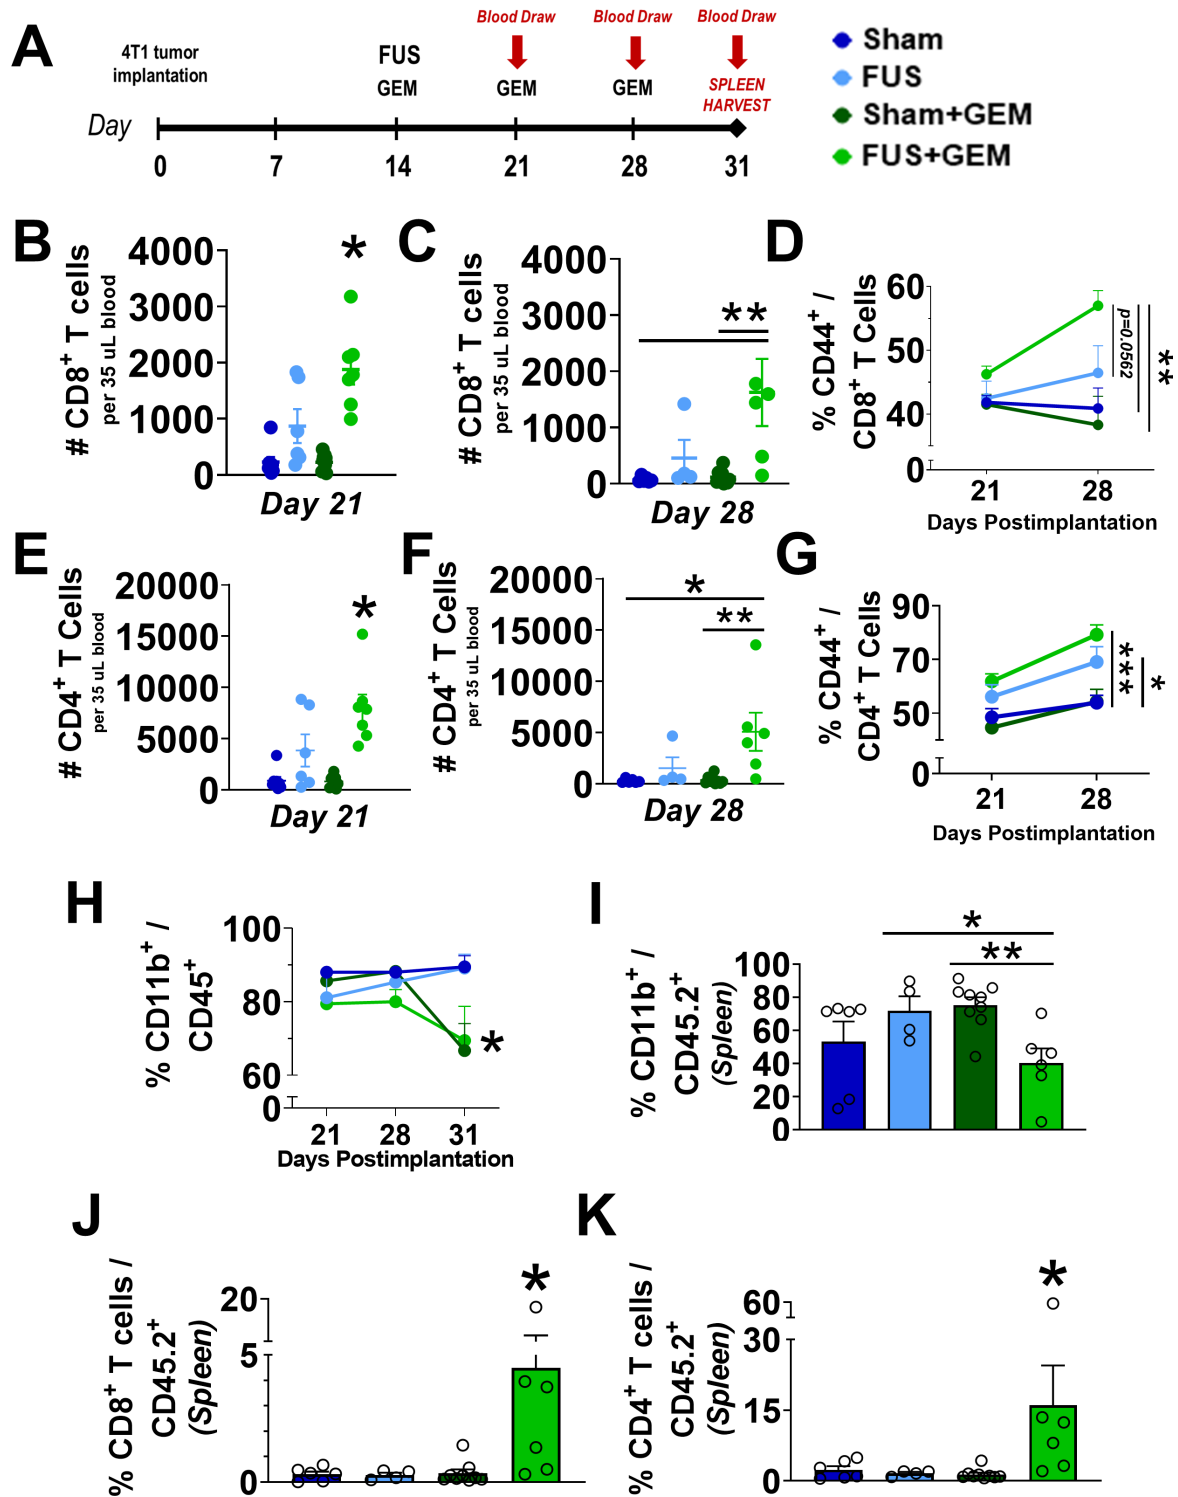 A
4T1 tumor
implantation
FUS
GEM
Blood Draw
GEM
Blood Draw
GEM
Blood Draw
SPLEEN
HARVEST
Day
0 7 14 21 28 31
Sham
FUS
Sham+GEM
FUS+GEM
B
# CD8+ T cells
per 35 uL blood
4000
3000
2000
1000
0
*
Day 21
C
# CD8+ T cells
per 35 uL blood
4000
3000
2000
1000
0
**
Day 28
D
% CD44+ /
CD8+ T Cells
60
50
40
0
p=0.0562
**
21 28
Days Postimplantation
E
# CD4+ T Cells
per 35 uL blood
20000
15000
10000
5000
0
*
Day 21
F
# CD4+ T Cells
per 35 uL blood
20000
15000
10000
5000
0
*
**
Day 28
G
% CD44+ /
CD4+ T Cells
90
70
50
0
***
*
21 28
Days Postimplantation
H
% CD11b+ /
CD45+
100
80
60
0
*
21 28 31
Days Postimplantation
I
% CD11b+ /
CD45.2+
(Spleen)
100
80
60
40
20
0
*
**
J
% CD8+ T cells /
CD45.2+
(Spleen)
20
5
0
*
K
% CD4+ T cells /
CD45.2+
(Spleen)
60
30
15
0
*